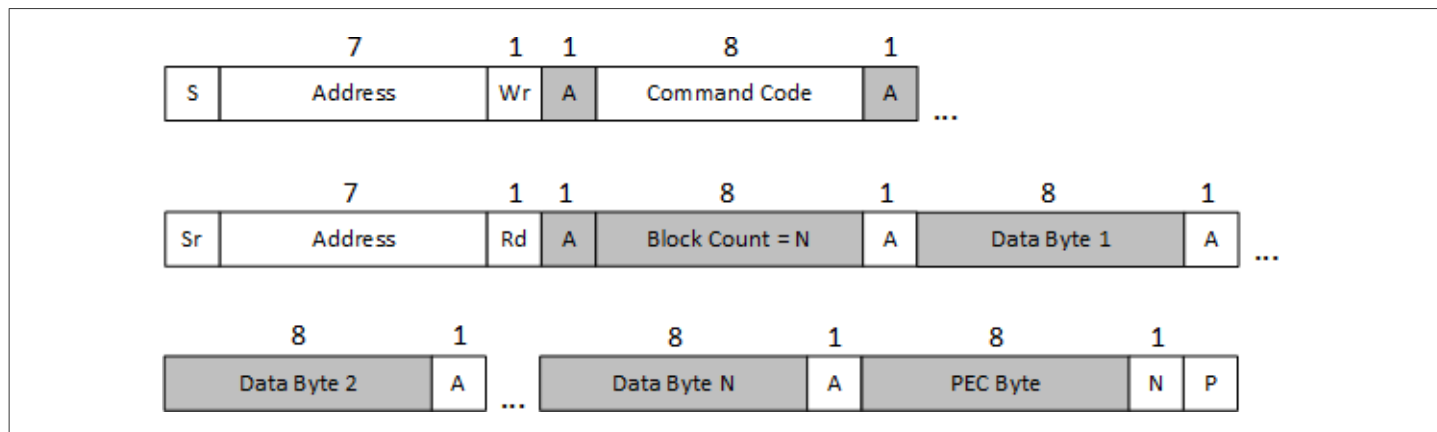 7 1 1 8 1
S Address Wr A Command Code A ...
7 1 1 8 1 8 1
Sr Address Rd A Block Count = N A Data Byte 1 A ...
8 1 8 1 8 1
Data Byte 2 A ... Data Byte N A PEC Byte N P